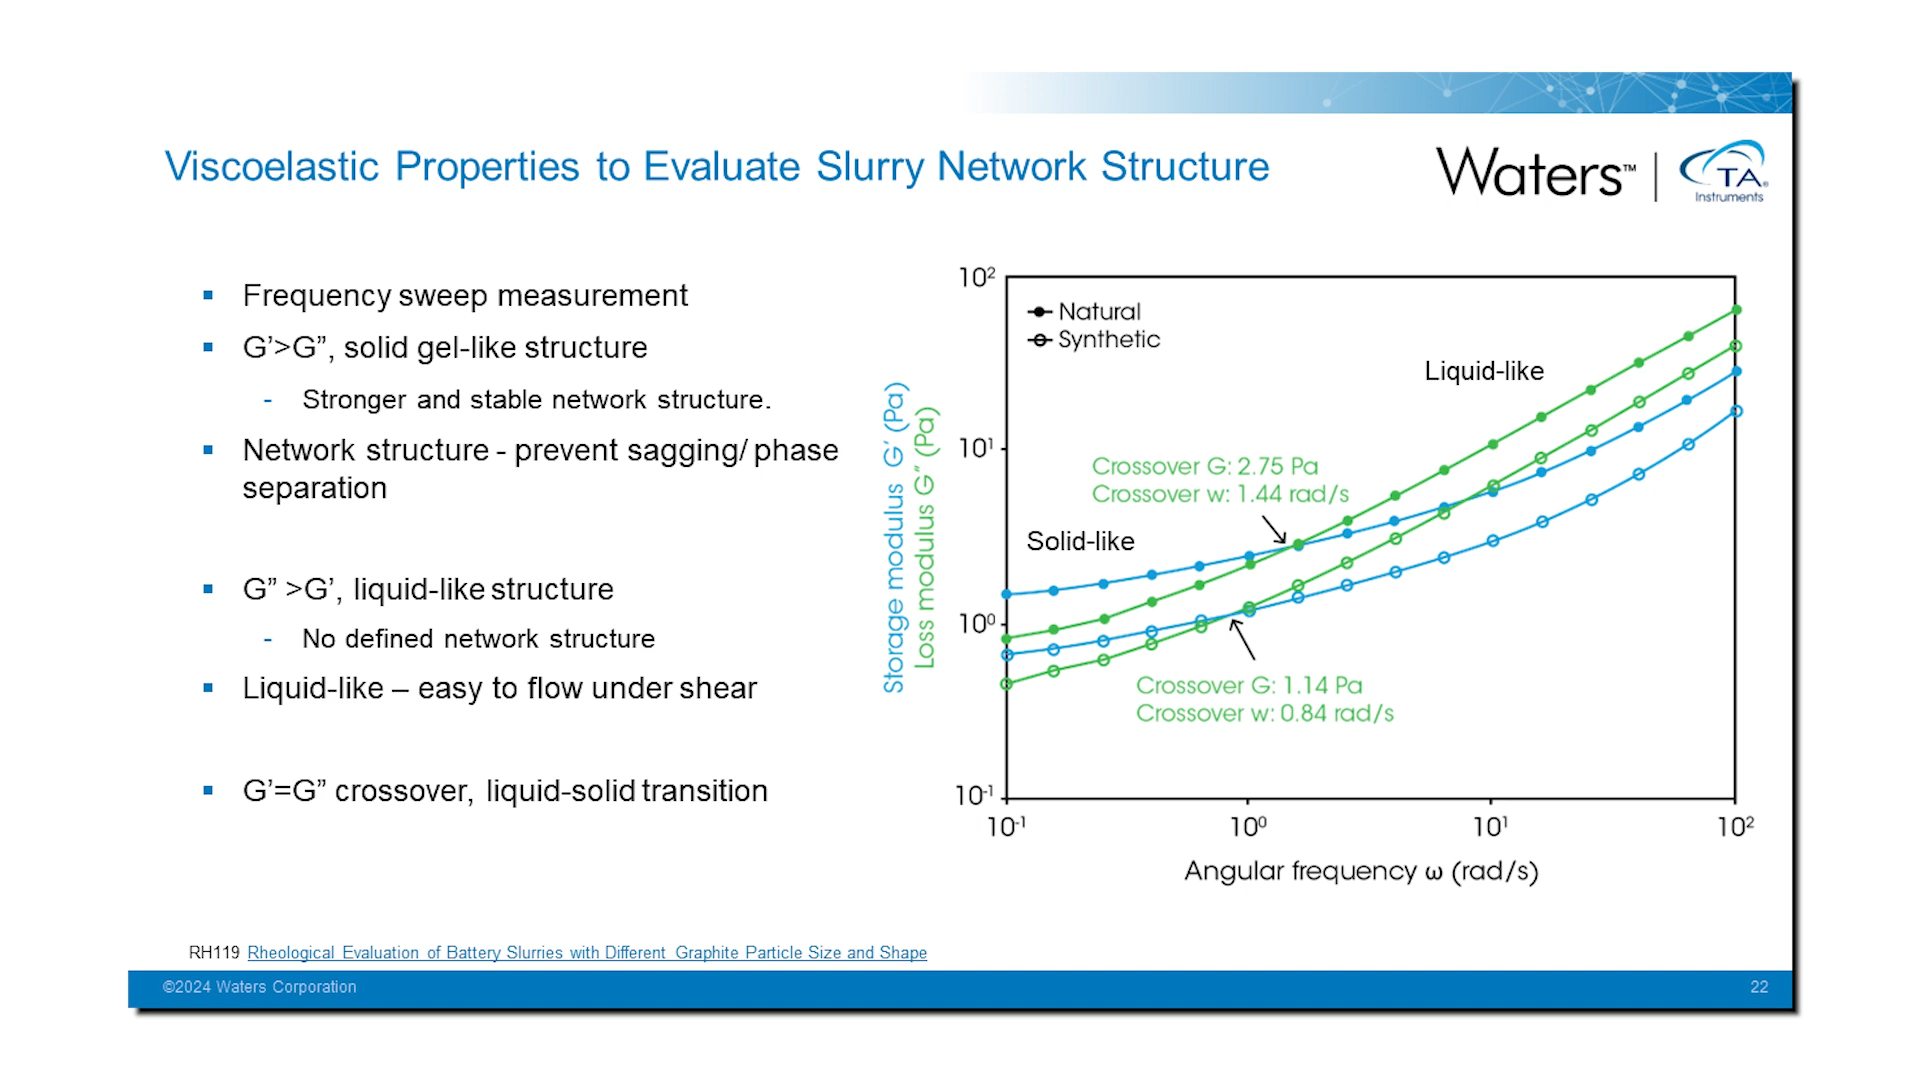 Viscoelastic Properties to Evaluate Slurry Network Structure
Waters™ | TA® Instruments
▪ Frequency sweep measurement
▪ G’>G”, solid gel-like structure
- Stronger and stable network structure.
▪ Network structure - prevent sagging/ phase
separation
▪ G” >G’, liquid-like structure
- No defined network structure
▪ Liquid-like – easy to flow under shear
▪ G’=G” crossover, liquid-solid transition
Storage modulus G’ (Pa)
Loss modulus G” (Pa)
10²
10¹
10⁰
10⁻¹
Natural
Synthetic
Liquid-like
Crossover G: 2.75 Pa
Crossover w: 1.44 rad/s
Solid-like
Crossover G: 1.14 Pa
Crossover w: 0.84 rad/s
10⁻¹ 10⁰ 10¹ 10²
Angular frequency ω (rad/s)
RH119 Rheological Evaluation of Battery Slurries with Different Graphite Particle Size and Shape
©2024 Waters Corporation
22